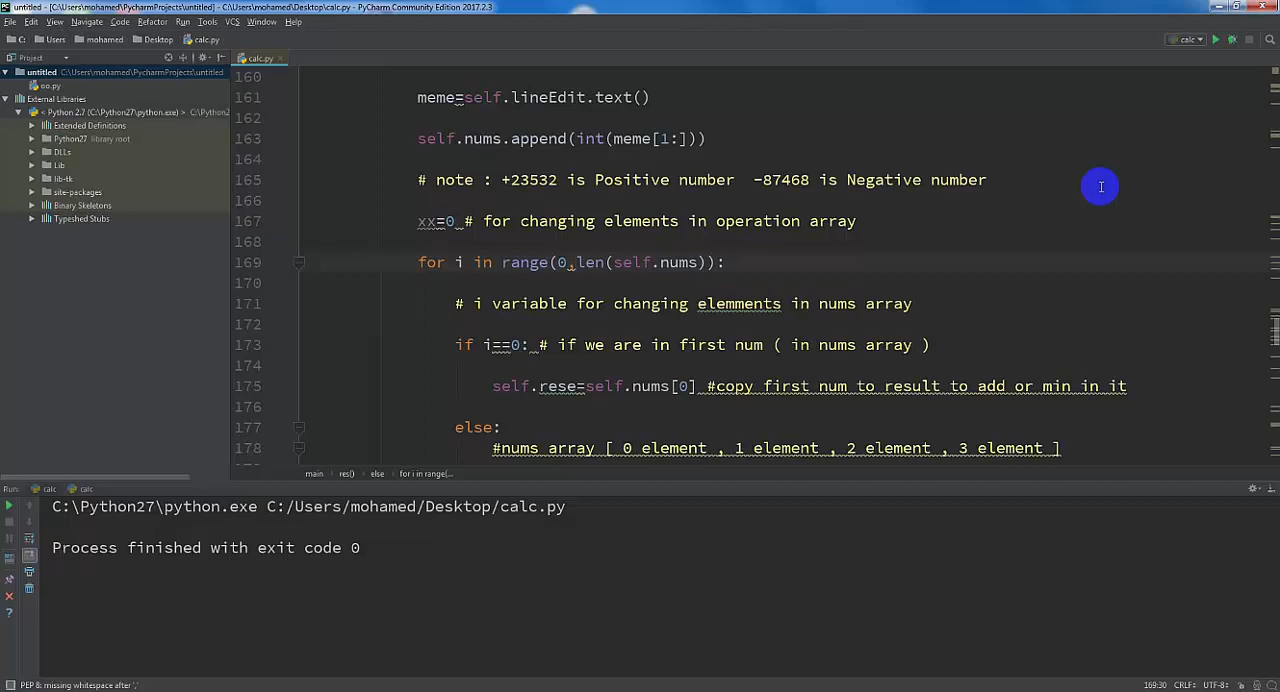 untitled - [C:\Users\mohamed\PycharmProjects\untitled] - C:\Users\mohamed\Desktop\calc.py - PyCharm Community Edition 2017.2.3
File Edit View Navigate Code Refactor Run Tools VCS Window Help
C: Users mohamed Desktop calc.py calc
Project calc.py
untitled C:\Users\mohamed\PycharmProjects\untitled
oo.py
External Libraries
< Python 2.7 (C:\Python27\python.exe) > C:\Python2
Extended Definitions
Python27 library root
DLLs
Lib
lib-tk
site-packages
Binary Skeletons
Typeshed Stubs
160
161 meme=self.lineEdit.text()
162
163 self.nums.append(int(meme[1:]))
164
165 # note : +23532 is Positive number -87468 is Negative number
166
167 xx=0 # for changing elements in operation array
168
169 for i in range(0,len(self.nums)):
170
171 # i variable for changing elemments in nums array
172
173 if i==0: # if we are in first num ( in nums array )
174
175 self.rese=self.nums[0] #copy first num to result to add or min in it
176
177 else:
178 #nums array [ 0 element , 1 element , 2 element , 3 element ]
main res() else for i in range(...
Run: calc calc
C:\Python27\python.exe C:/Users/mohamed/Desktop/calc.py
Process finished with exit code 0
PEP 8: missing whitespace after ',' 169:30 CRLF÷ UTF-8÷